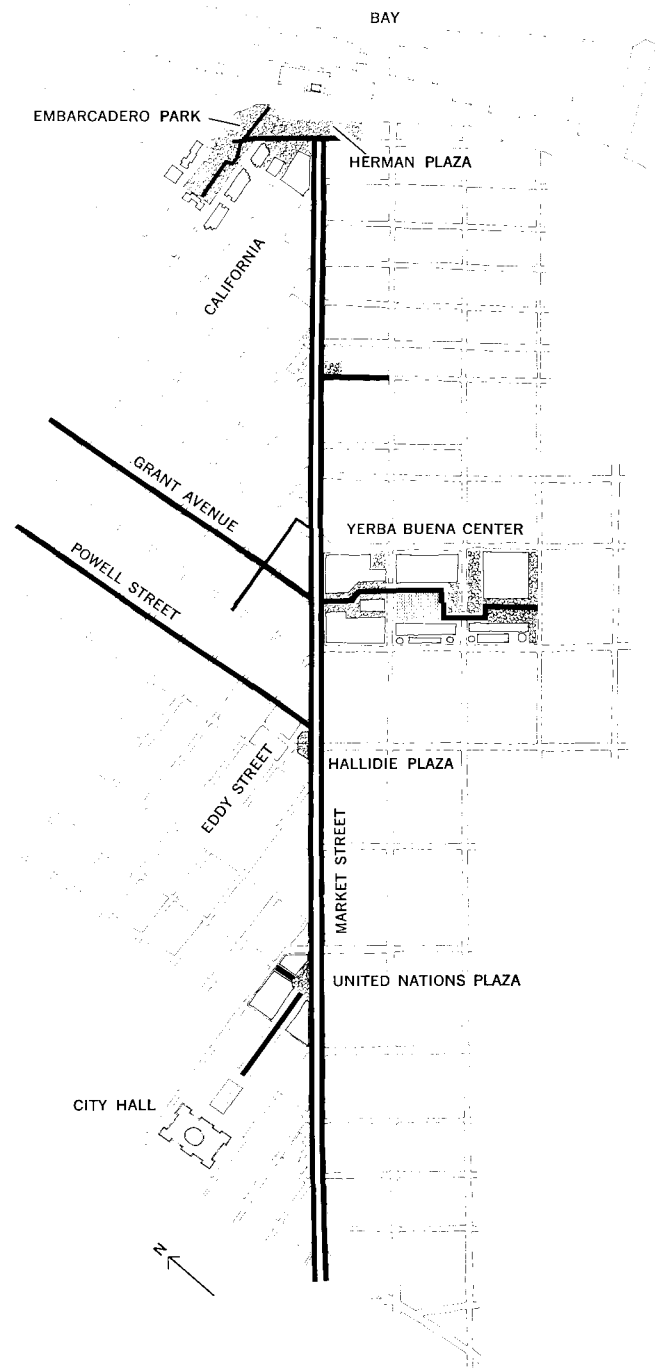 BAY
EMBARCADERO PARK
HERMAN PLAZA
CALIFORNIA
GRANT AVENUE
POWELL STREET
YERBA BUENA CENTER
EDDY STREET
HALLIDIE PLAZA
MARKET STREET
UNITED NATIONS PLAZA
CITY HALL
N